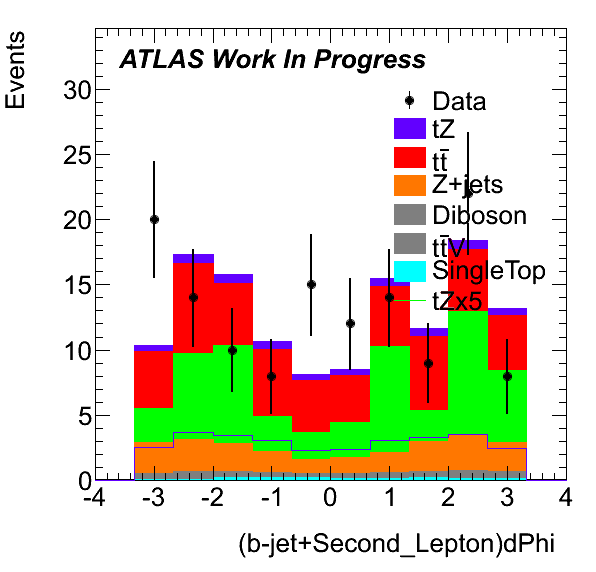 Events
ATLAS Work In Progress
Data
tZ
tt̄
Z+jets
Diboson
tt̄V
SingleTop
tZx5
30
25
20
15
10
5
0
-4 -3 -2 -1 0 1 2 3 4
(b-jet+Second_Lepton)dPhi